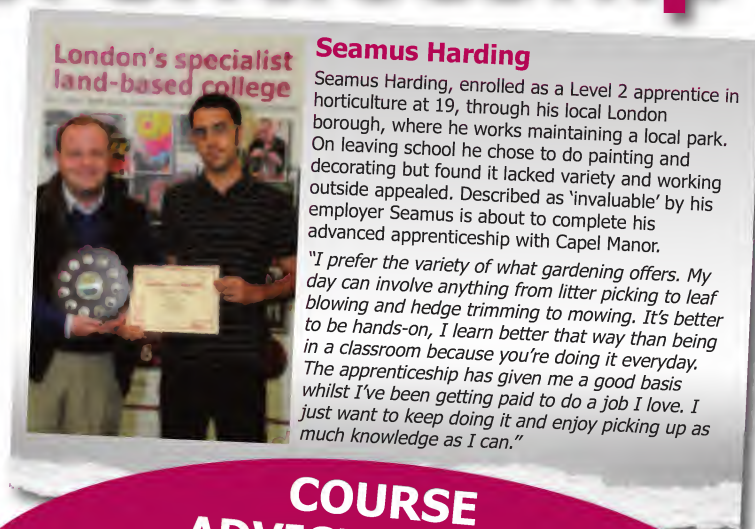 London's specialist
land-based college
Seamus Harding
Seamus Harding, enrolled as a Level 2 apprentice in
horticulture at 19, through his local London
borough, where he works maintaining a local park.
On leaving school he chose to do painting and
decorating but found it lacked variety and working
outside appealed. Described as ‘invaluable’ by his
employer Seamus is about to complete his
advanced apprenticeship with Capel Manor.
"I prefer the variety of what gardening offers. My
day can involve anything from litter picking to leaf
blowing and hedge trimming to mowing. It's better
to be hands-on, I learn better that way than being
in a classroom because you're doing it everyday.
The apprenticeship has given me a good basis
whilst I've been getting paid to do a job I love. I
just want to keep doing it and enjoy picking up as
much knowledge as I can."
COURSE